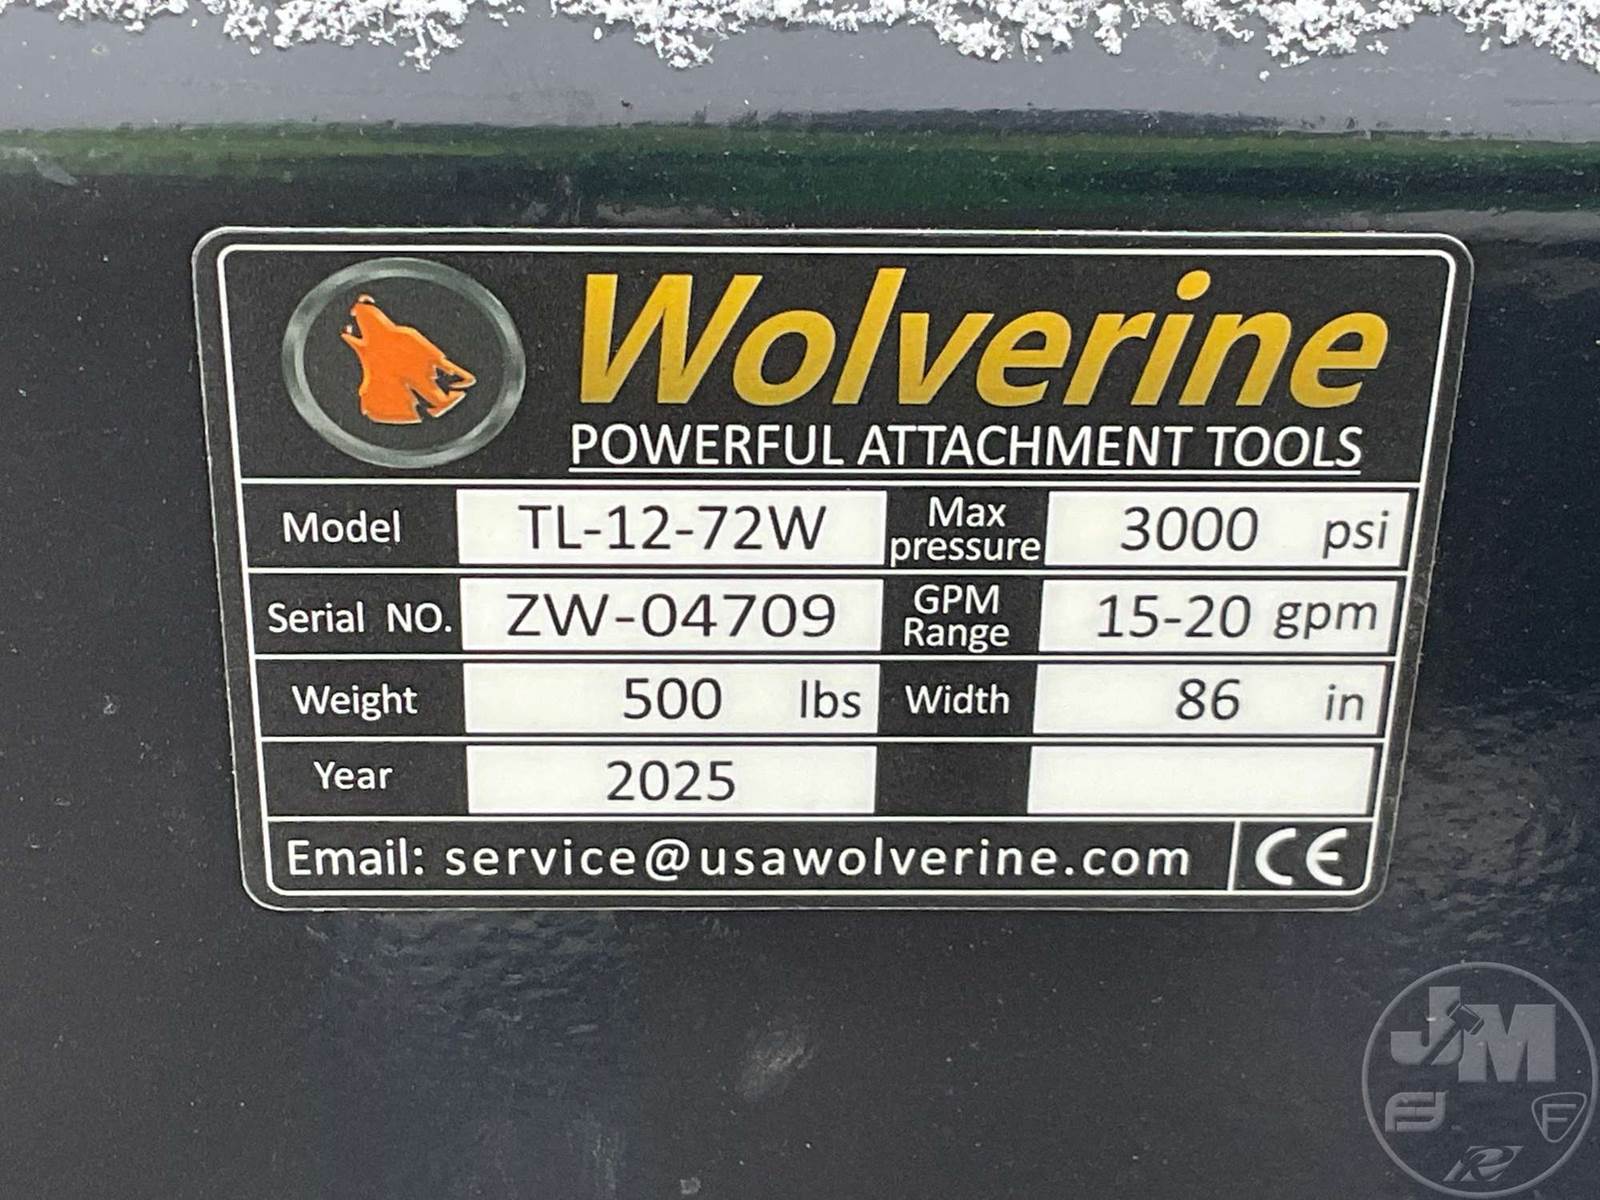 Wolverine
POWERFUL ATTACHMENT TOOLS
Model TL-12-72W Max pressure 3000 psi
Serial NO. ZW-04709 GPM Range 15-20 gpm
Weight 500 lbs Width 86 in
Year 2025
Email: service@usawolverine.com CE
JM